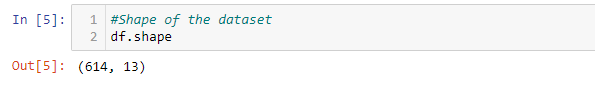 In [5]: 1 #Shape of the dataset
2 df.shape
Out[5]: (614, 13)